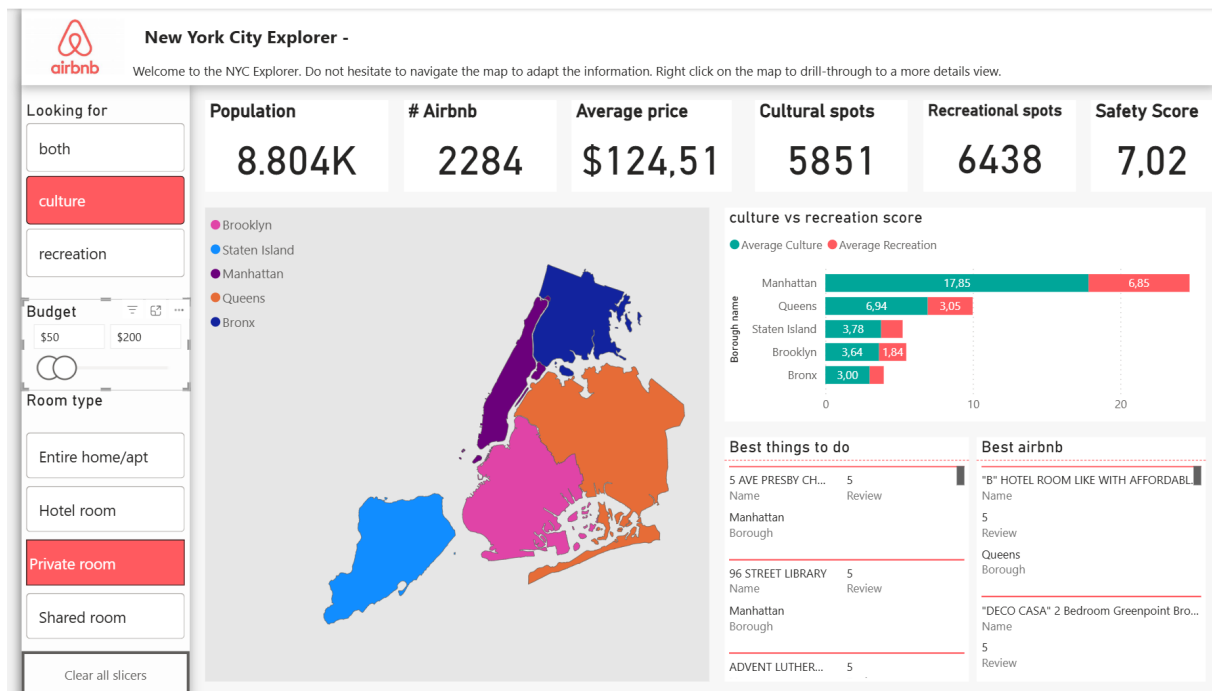 airbnb
New York City Explorer -
Welcome to the NYC Explorer. Do not hesitate to navigate the map to adapt the information. Right click on the map to drill-through to a more details view.
Looking for
both
culture
recreation
Budget
$50 $200
Room type
Entire home/apt
Hotel room
Private room
Shared room
Clear all slicers
Population
8.804K
# Airbnb
2284
Average price
$124,51
Cultural spots
5851
Recreational spots
6438
Safety Score
7,02
Brooklyn
Staten Island
Manhattan
Queens
Bronx
culture vs recreation score
Average Culture Average Recreation
Borough name
Manhattan 17,85 6,85
Queens 6,94 3,05
Staten Island 3,78
Brooklyn 3,64 1,84
Bronx 3,00
0 10 20
Best things to do
5 AVE PRESBY CH... 5
Name Review
Manhattan
Borough
96 STREET LIBRARY 5
Name Review
Manhattan
Borough
ADVENT LUTHER... 5
Best airbnb
"B" HOTEL ROOM LIKE WITH AFFORDABL...
Name
5
Review
Queens
Borough
"DECO CASA" 2 Bedroom Greenpoint Bro...
Name
5
Review